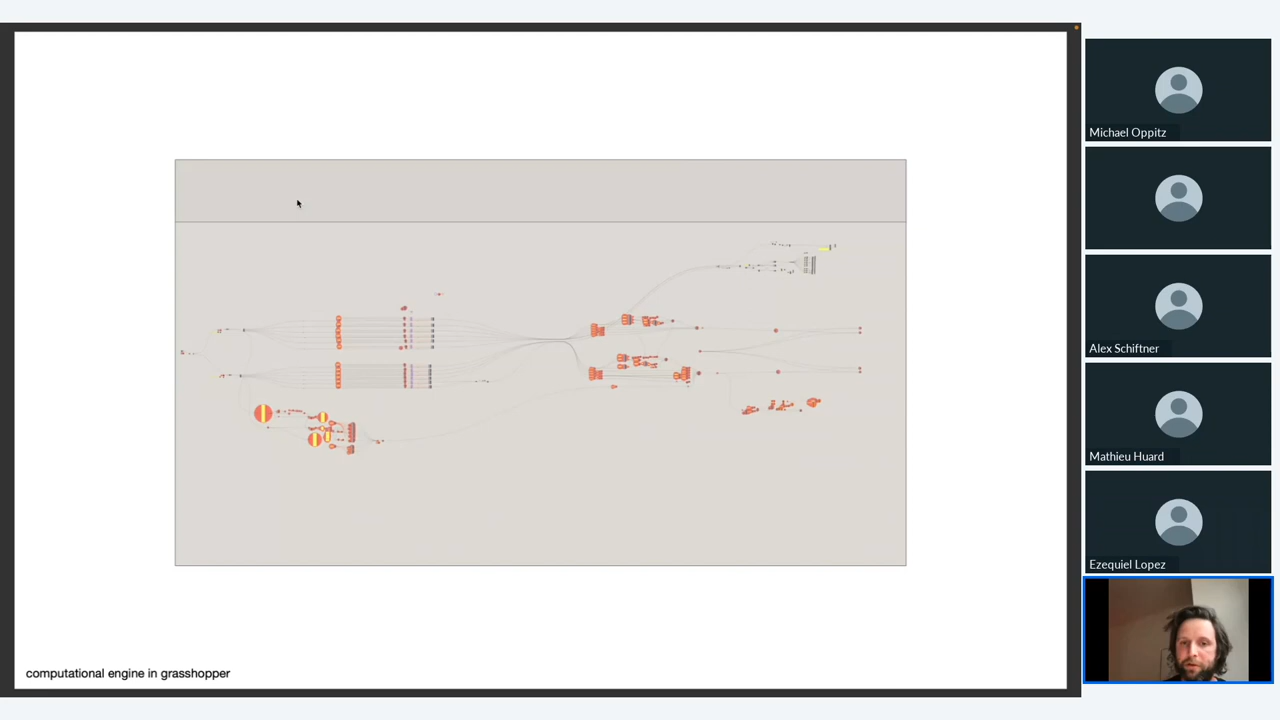 Michael Oppitz
Alex Schiftner
Mathieu Huard
Ezequiel Lopez
computational engine in grasshopper